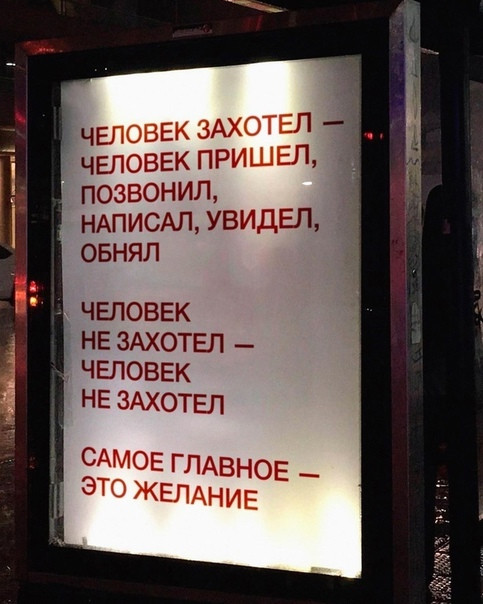 ЧЕЛОВЕК ЗАХОТЕЛ —
ЧЕЛОВЕК ПРИШЕЛ,
ПОЗВОНИЛ,
НАПИСАЛ, УВИДЕЛ,
ОБНЯЛ
ЧЕЛОВЕК
НЕ ЗАХОТЕЛ —
ЧЕЛОВЕК
НЕ ЗАХОТЕЛ
САМОЕ ГЛАВНОЕ —
ЭТО ЖЕЛАНИЕ